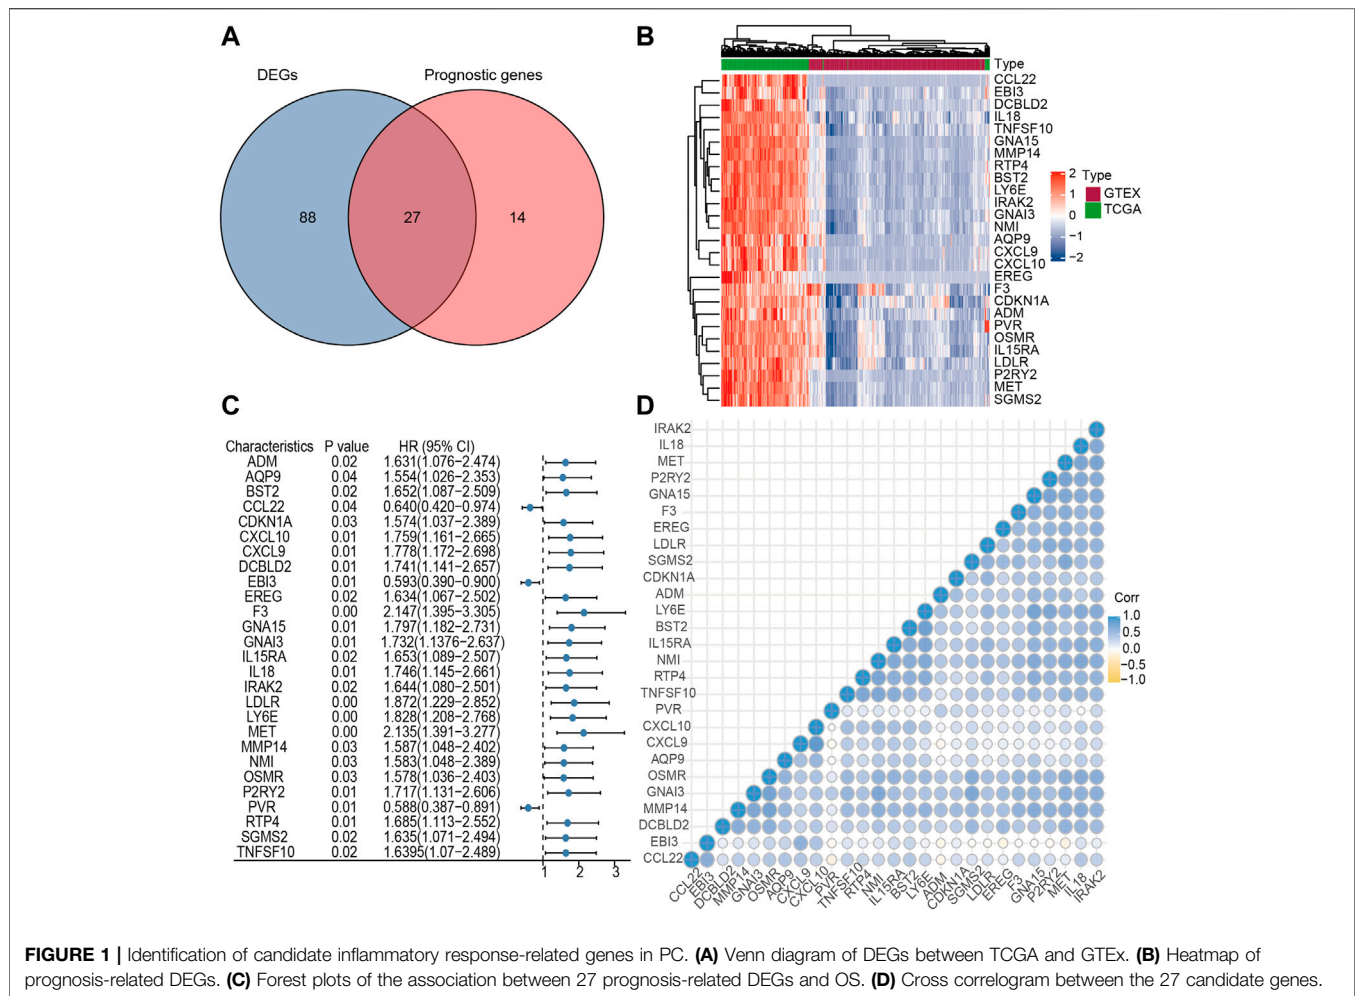 A
DEGs
Prognostic genes
88
27
14
B
Type
CCL22
EBI3
DCBLD2
IL18
TNFSF10
GNA15
MMP14
RTP4
BST2
LY6E
IRAK2
GNAI3
NMI
AQP9
CXCL9
CXCL10
EREG
F3
CDKN1A
ADM
PVR
OSMR
IL15RA
LDLR
P2RY2
MET
SGMS2
2
1
0
−1
−2
Type
GTEX
TCGA
C
Characteristics P value HR (95% CI)
ADM 0.02 1.631(1.076−2.474)
AQP9 0.04 1.554(1.026−2.353)
BST2 0.02 1.652(1.087−2.509)
CCL22 0.04 0.640(0.420−0.974)
CDKN1A 0.03 1.574(1.037−2.389)
CXCL10 0.01 1.759(1.161−2.665)
CXCL9 0.01 1.778(1.172−2.698)
DCBLD2 0.01 1.741(1.141−2.657)
EBI3 0.01 0.593(0.390−0.900)
EREG 0.02 1.634(1.067−2.502)
F3 0.00 2.147(1.395−3.305)
GNA15 0.01 1.797(1.182−2.731)
GNAI3 0.01 1.732(1.1376−2.637)
IL15RA 0.02 1.653(1.089−2.507)
IL18 0.01 1.746(1.145−2.661)
IRAK2 0.02 1.644(1.080−2.501)
LDLR 0.00 1.872(1.229−2.852)
LY6E 0.00 1.828(1.208−2.768)
MET 0.00 2.135(1.391−3.277)
MMP14 0.03 1.587(1.048−2.402)
NMI 0.03 1.583(1.048−2.389)
OSMR 0.03 1.578(1.036−2.403)
P2RY2 0.01 1.717(1.131−2.606)
PVR 0.01 0.588(0.387−0.891)
RTP4 0.01 1.685(1.113−2.552)
SGMS2 0.02 1.635(1.071−2.494)
TNFSF10 0.02 1.6395(1.07−2.489)
1 2 3
D
IRAK2
IL18
MET
P2RY2
GNA15
F3
EREG
LDLR
SGMS2
CDKN1A
ADM
LY6E
BST2
IL15RA
NMI
RTP4
TNFSF10
PVR
CXCL10
CXCL9
AQP9
OSMR
GNAI3
MMP14
DCBLD2
EBI3
CCL22
CCL22 EBI3 DCBLD2 MMP14 GNAI3 OSMR AQP9 CXCL9 CXCL10 PVR TNFSF10 RTP4 NMI IL15RA BST2 LY6E ADM CDKN1A SGMS2 LDLR EREG F3 GNA15 P2RY2 MET IL18 IRAK2
Corr
1.0
0.5
0.0
−0.5
−1.0
FIGURE 1 | Identification of candidate inflammatory response-related genes in PC. (A) Venn diagram of DEGs between TCGA and GTEx. (B) Heatmap of
prognosis-related DEGs. (C) Forest plots of the association between 27 prognosis-related DEGs and OS. (D) Cross correlogram between the 27 candidate genes.